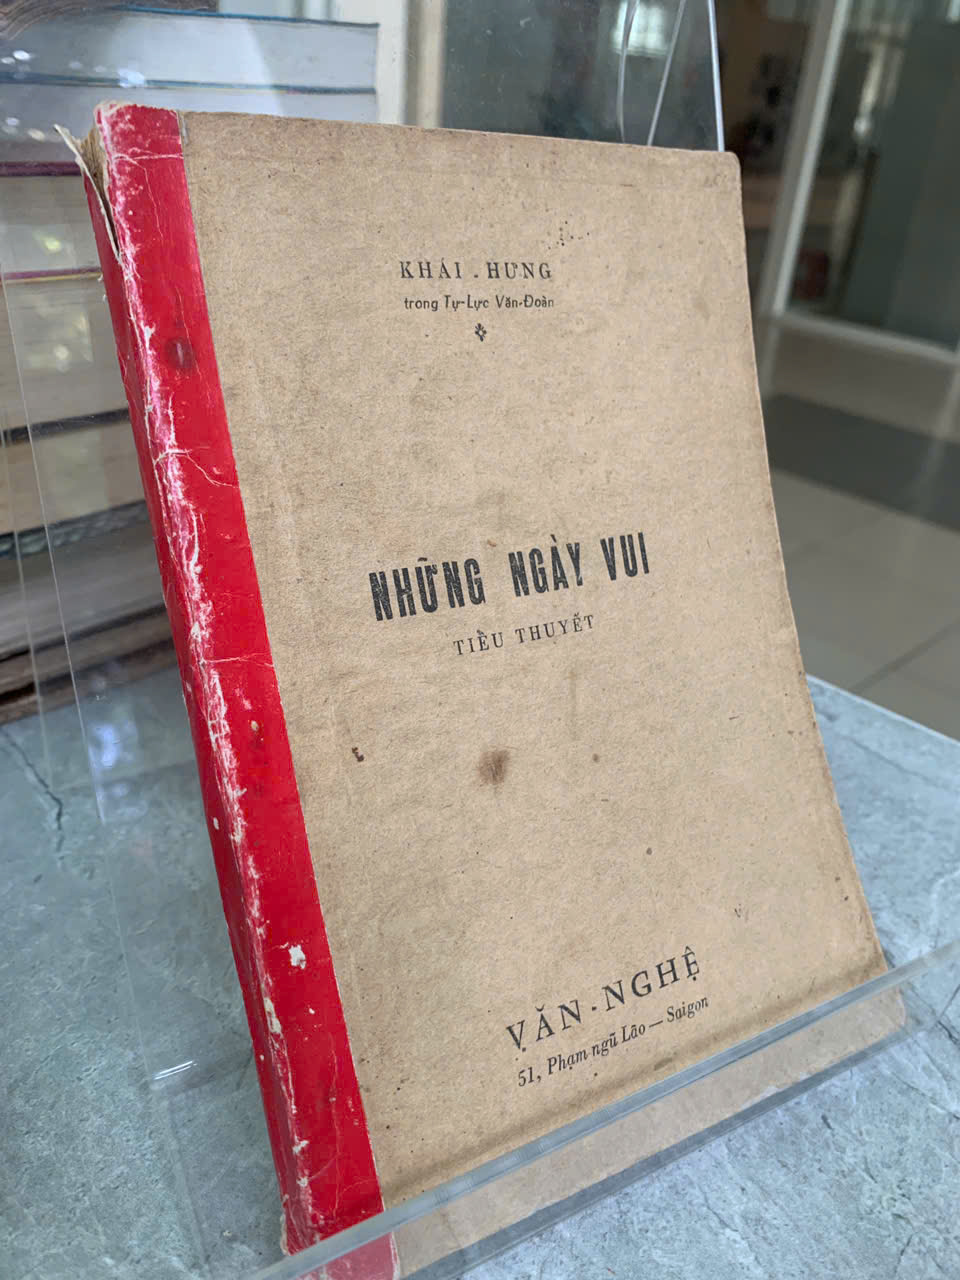 KHÁI - HƯNG
trong Tự-Lực Văn-Đoàn
NHỮNG NGÀY VUI
TIỂU THUYẾT
VĂN - NGHỆ
51, Phạm ngũ Lão — Saigon